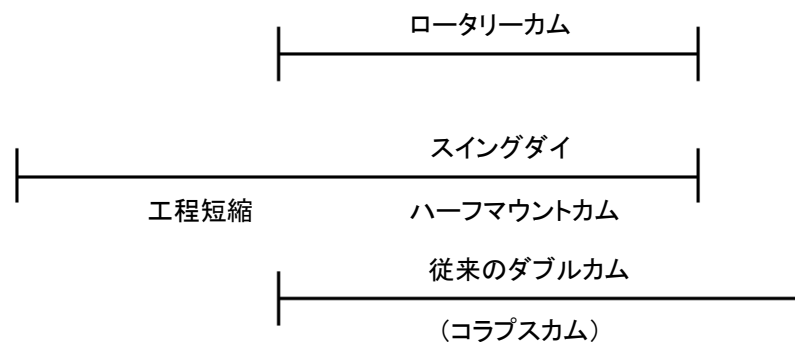 ロータリーカム
スイングダイ
工程短縮
ハーフマウントカム
従来のダブルカム
（コラプスカム）